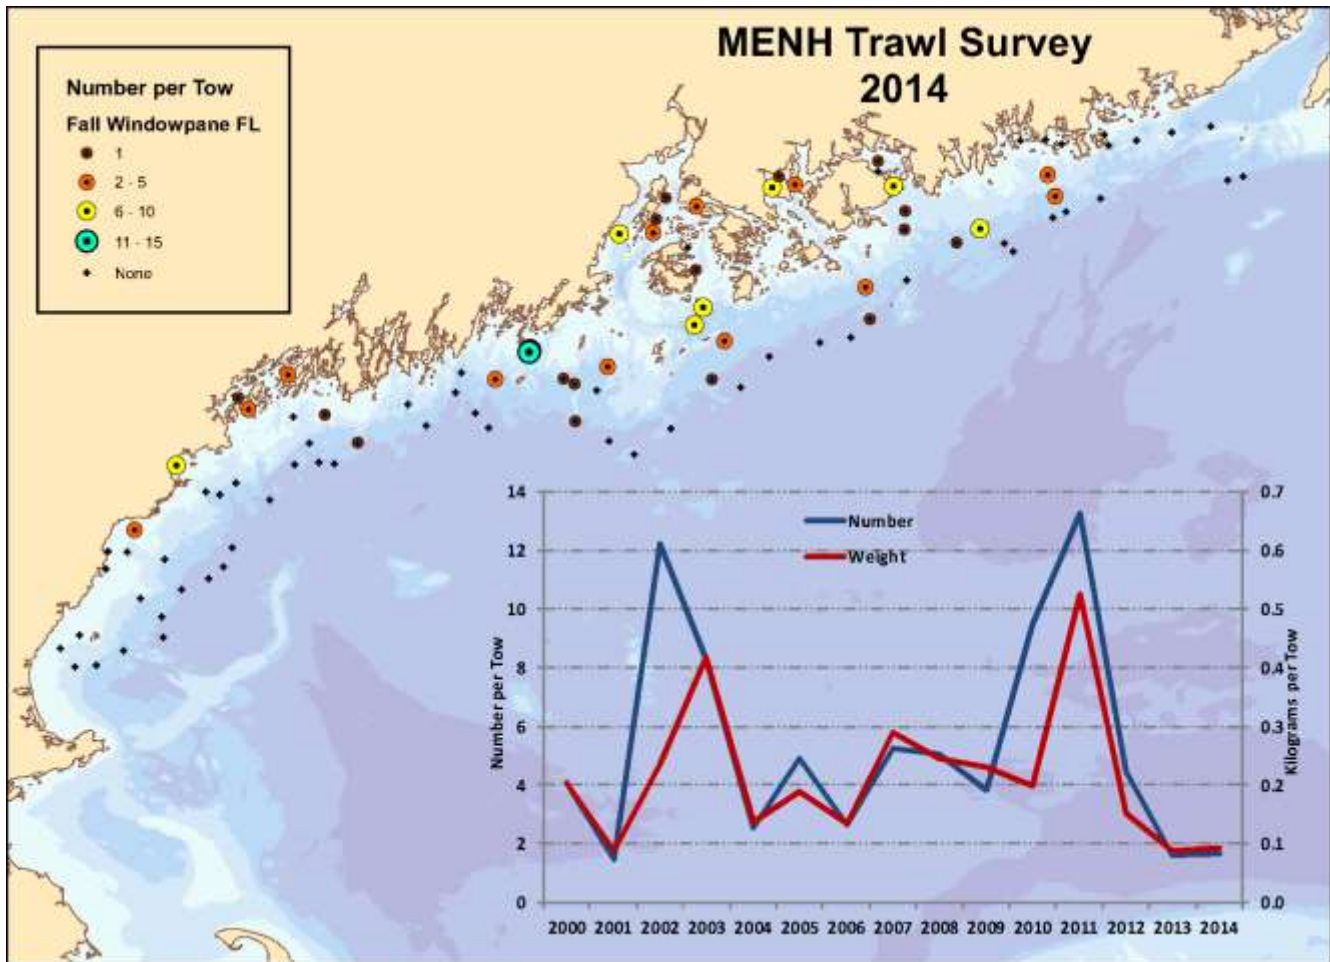 MENH Trawl Survey
2014
Number per Tow
Fall Windowpane FL
1
2 - 5
6 - 10
11 - 15
None
14
12
10
8
6
4
2
0
Number per Tow
Number
Weight
0.7
0.6
0.5
0.4
0.3
0.2
0.1
0.0
Kilograms per Tow
2000 2001 2002 2003 2004 2005 2006 2007 2008 2009 2010 2011 2012 2013 2014